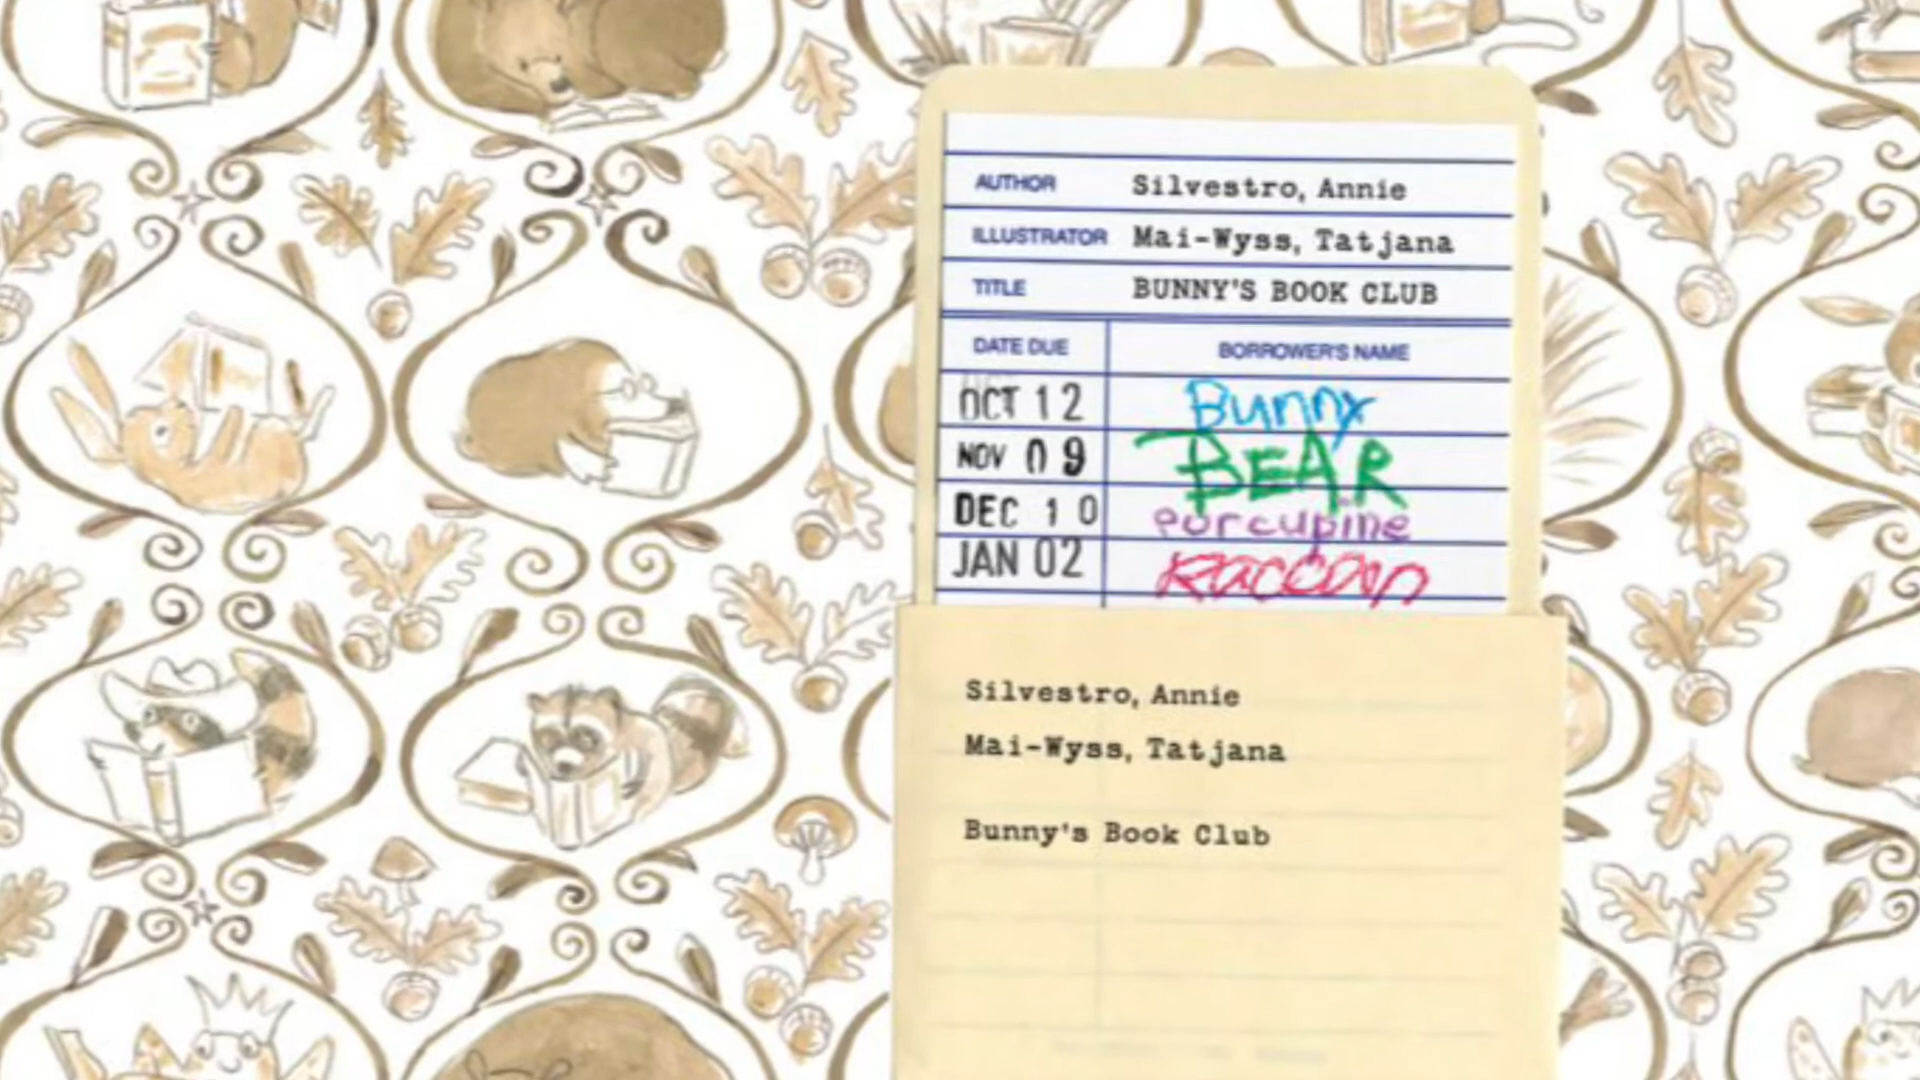 AUTHOR Silvestro, Annie
ILLUSTRATOR Mai-Wyss, Tatjana
TITLE BUNNY'S BOOK CLUB
DATE DUE BORROWER'S NAME
OCT 12 Bunny
NOV 09 BEAR
DEC 10 porcupine
JAN 02 Raccoon
Silvestro, Annie
Mai-Wyss, Tatjana
Bunny's Book Club